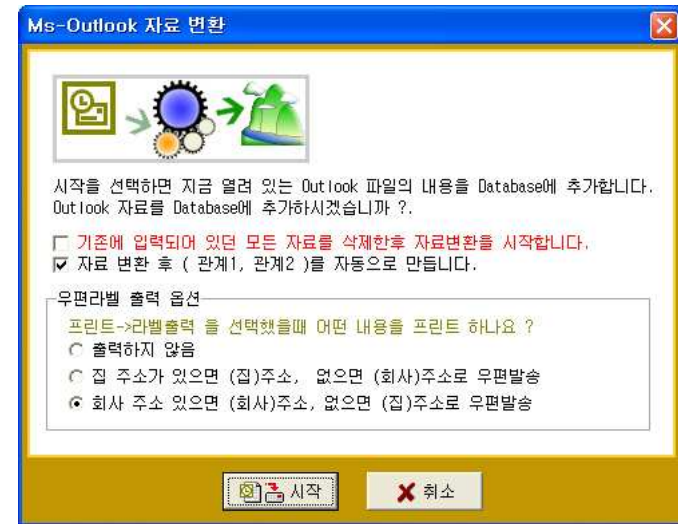 Ms-Outlook 자료 변환
시작을 선택하면 지금 열려 있는 Outlook 파일의 내용을 Database에 추가합니다.
Outlook 자료를 Database에 추가하시겠습니까 ?.
기존에 입력되어 있던 모든 자료를 삭제한후 자료변환을 시작합니다.
자료 변환 후 ( 관계1, 관계2 )를 자동으로 만듭니다.
우편라벨 출력 옵션
프린트->라벨출력 을 선택했을때 어떤 내용을 프린트 하나요 ?
출력하지 않음
집 주소가 있으면 (집)주소, 없으면 (회사)주소로 우편발송
회사 주소 있으면 (회사)주소, 없으면 (집)주소로 우편발송
시작 취소